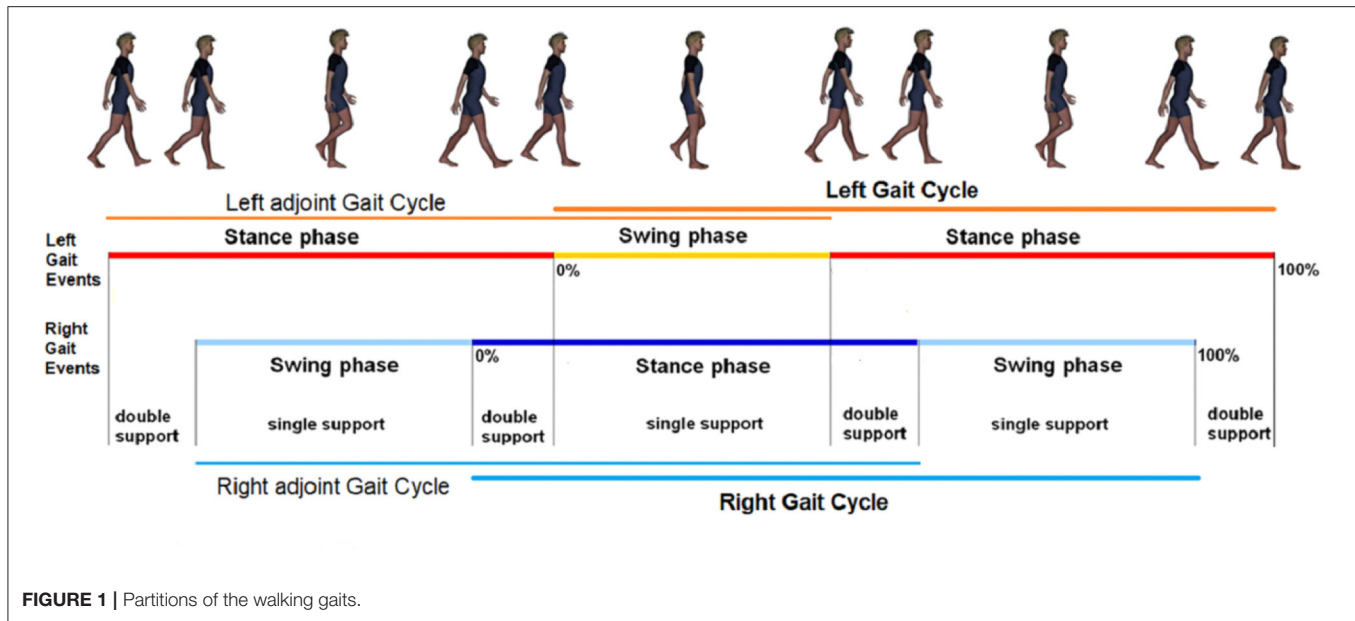 Left adjoint Gait Cycle
Left Gait Cycle
Left
Gait
Events
Stance phase
Swing phase
Stance phase
0%
100%
Right
Gait
Events
Swing phase
0%
Stance phase
Swing phase
100%
double
support
single support
double
support
single support
double
support
single support
double
support
Right adjoint Gait Cycle
Right Gait Cycle
FIGURE 1 | Partitions of the walking gaits.